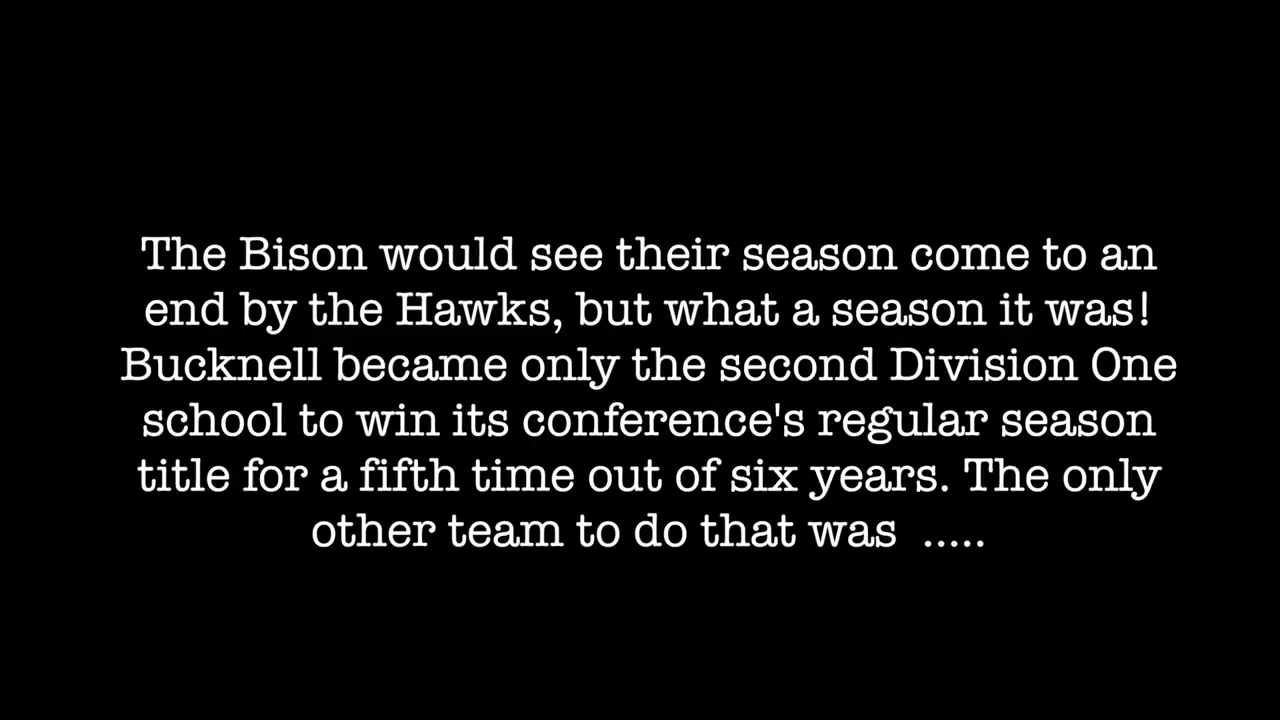 The Bison would see their season come to an
end by the Hawks, but what a season it was!
Bucknell became only the second Division One
school to win its conference's regular season
title for a fifth time out of six years. The only
other team to do that was  .....